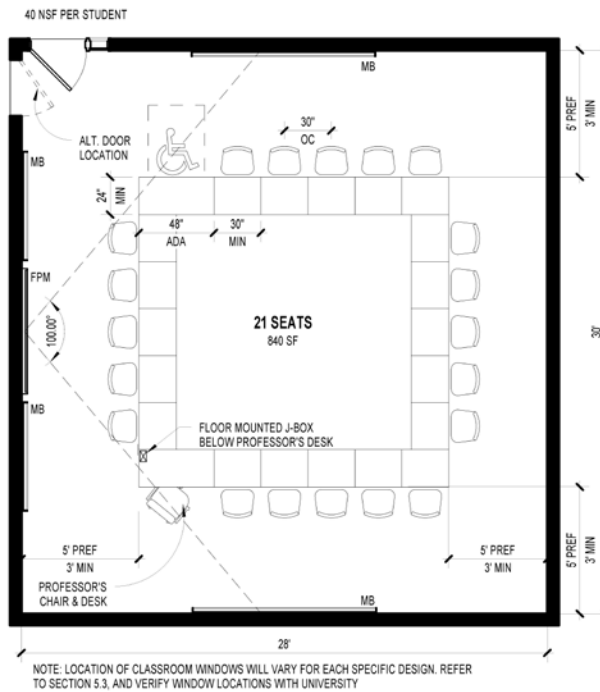 40 NSF PER STUDENT
MB
ALT. DOOR
LOCATION
30"
OC
5' PREF
3' MIN
MB
24"
MIN
48"
ADA
30"
MIN
FPM
100.00°
21 SEATS
840 SF
30'
MB
FLOOR MOUNTED J-BOX
BELOW PROFESSOR'S DESK
5' PREF
3' MIN
5' PREF
3' MIN
5' PREF
3' MIN
PROFESSOR'S
CHAIR & DESK
MB
28'
NOTE: LOCATION OF CLASSROOM WINDOWS WILL VARY FOR EACH SPECIFIC DESIGN. REFER
TO SECTION 5.3, AND VERIFY WINDOW LOCATIONS WITH UNIVERSITY